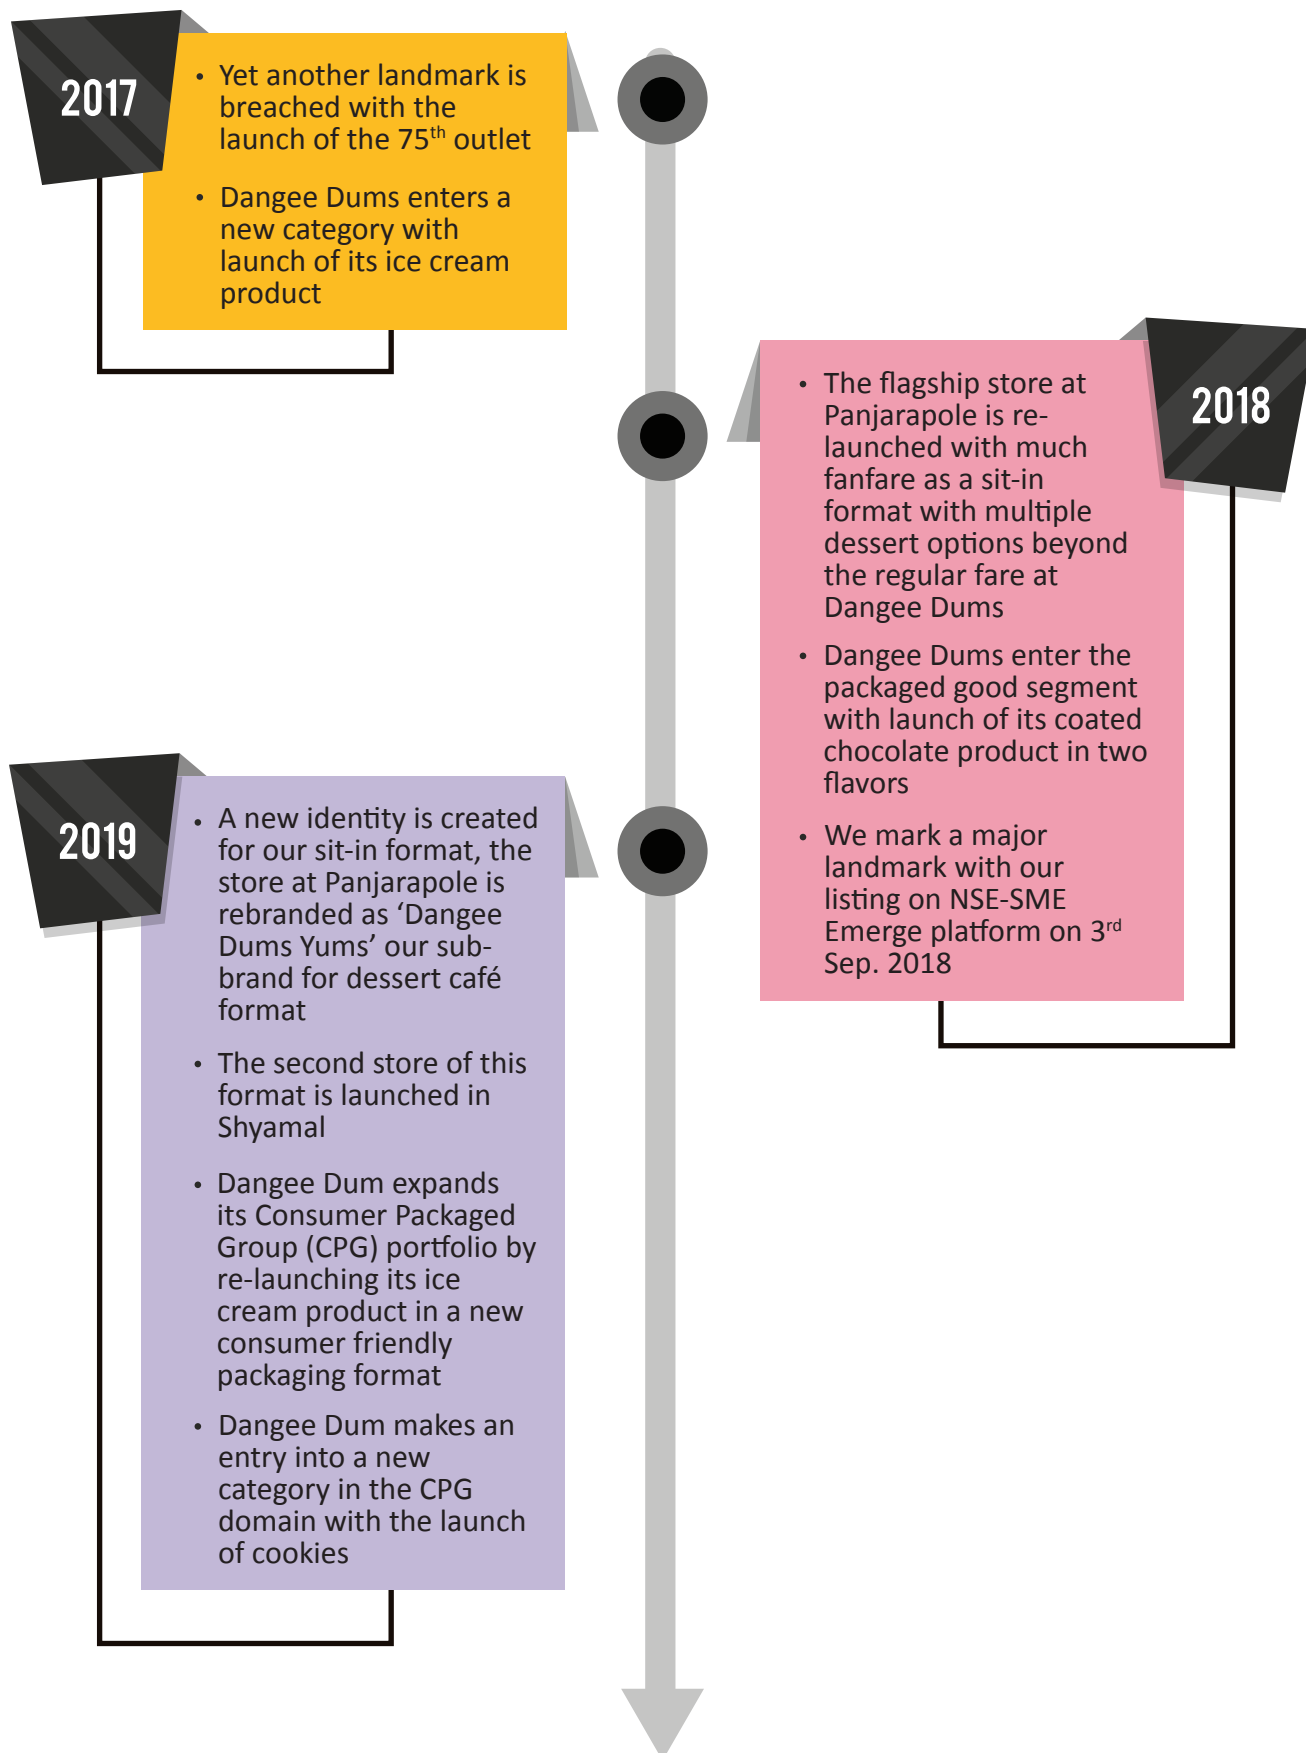 2017
• Yet another landmark is
breached with the
launch of the 75th outlet
• Dangee Dums enters a
new category with
launch of its ice cream
product
2018
• The flagship store at
Panjarapole is re-
launched with much
fanfare as a sit-in
format with multiple
dessert options beyond
the regular fare at
Dangee Dums
• Dangee Dums enter the
packaged good segment
with launch of its coated
chocolate product in two
flavors
• We mark a major
landmark with our
listing on NSE-SME
Emerge platform on 3rd
Sep. 2018
2019
• A new identity is created
for our sit-in format, the
store at Panjarapole is
rebranded as ‘Dangee
Dums Yums’ our sub-
brand for dessert café
format
• The second store of this
format is launched in
Shyamal
• Dangee Dum expands
its Consumer Packaged
Group (CPG) portfolio by
re-launching its ice
cream product in a new
consumer friendly
packaging format
• Dangee Dum makes an
entry into a new
category in the CPG
domain with the launch
of cookies